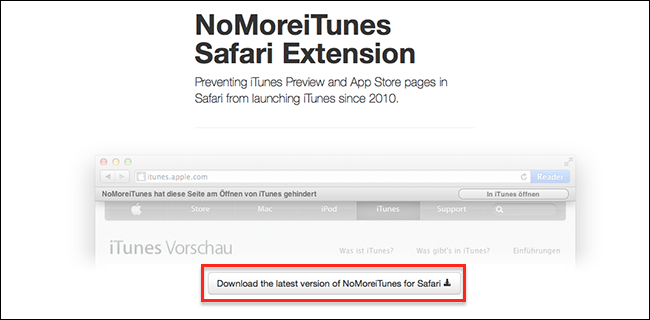 NoMoreiTunes
Safari Extension
Preventing iTunes Preview and App Store pages in
Safari from launching iTunes since 2010.
itunes.apple.com
Reader
NoMoreiTunes hat diese Seite am Öffnen von iTunes gehindert
In iTunes öffnen
Store
Mac
iPod
iTunes
Support
iTunes Vorschau
Was ist iTunes?
Was gibt's in iTunes?
Einführungen
Download the latest version of NoMoreiTunes for Safari